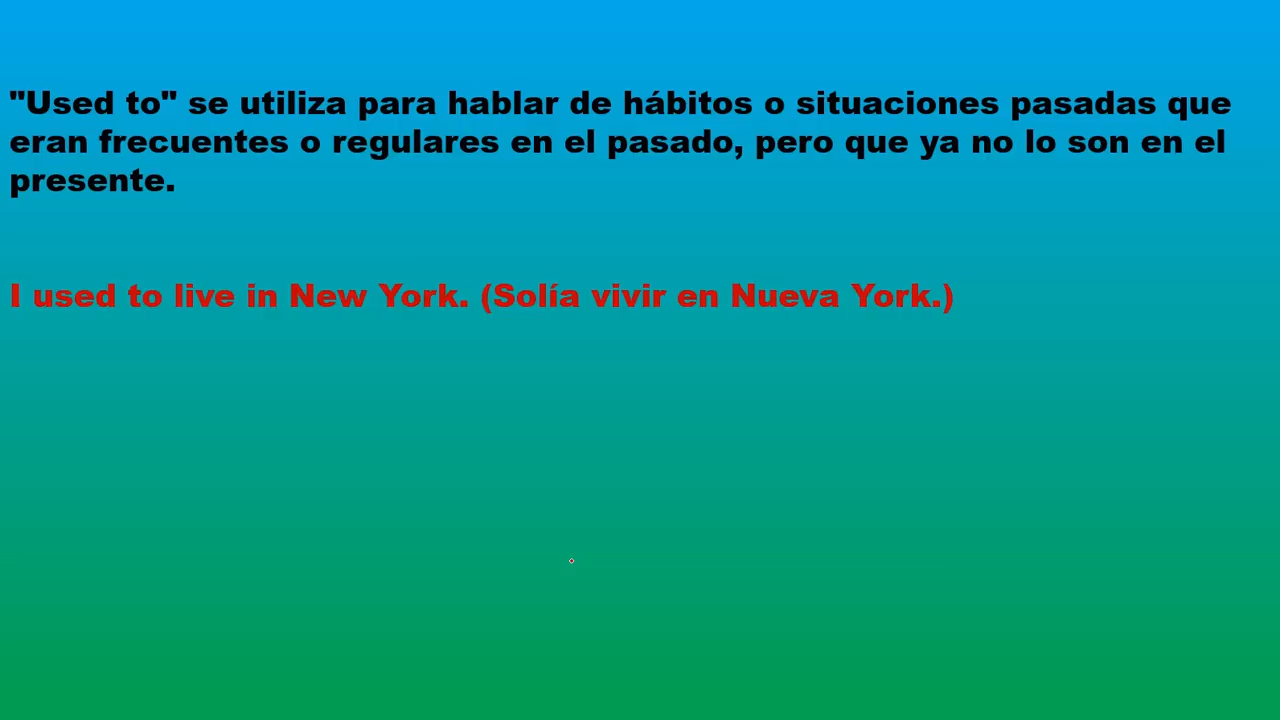 "Used to" se utiliza para hablar de hábitos o situaciones pasadas que
eran frecuentes o regulares en el pasado, pero que ya no lo son en el
presente.
I used to live in New York. (Solía vivir en Nueva York.)